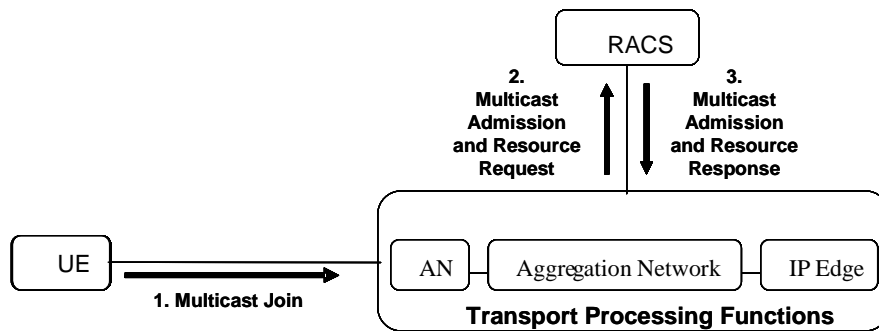 RACS
2.
Multicast
Admission
and Resource
Request
3.
Multicast
Admission
and Resource
Response
UE
1. Multicast Join
AN
Aggregation Network
IP Edge
Transport Processing Functions